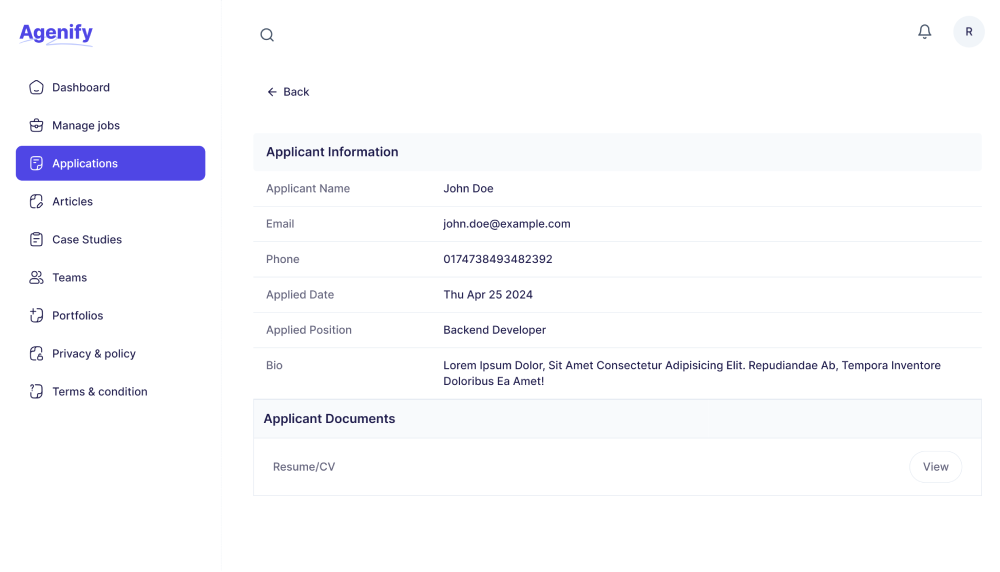 Agenify
R
Dashboard
Manage jobs
Applications
Articles
Case Studies
Teams
Portfolios
Privacy & policy
Terms & condition
Back
Applicant Information
Applicant Name John Doe
Email john.doe@example.com
Phone 0174738493482392
Applied Date Thu Apr 25 2024
Applied Position Backend Developer
Bio Lorem Ipsum Dolor, Sit Amet Consectetur Adipisicing Elit. Repudiandae Ab, Tempora Inventore
Doloribus Ea Amet!
Applicant Documents
Resume/CV View